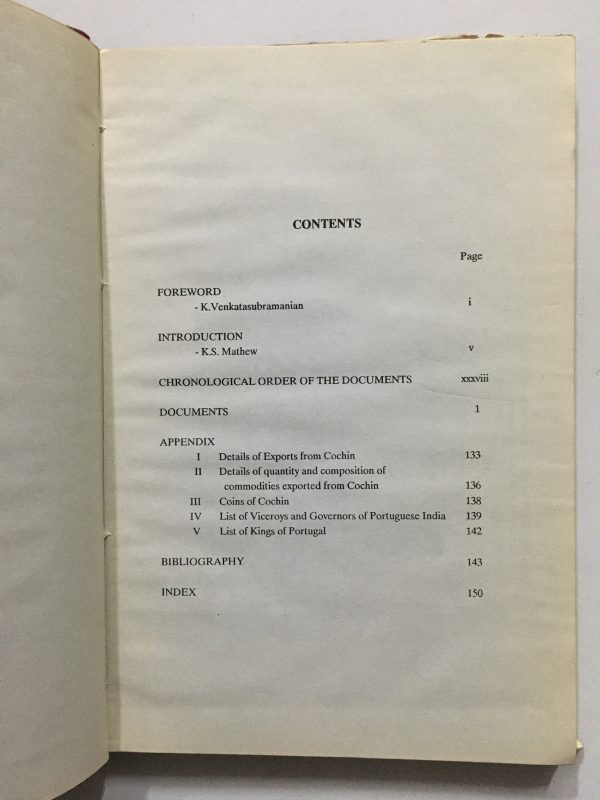 CONTENTS
Page
FOREWORD
- K.Venkatasubramanian i
INTRODUCTION
- K.S. Mathew v
CHRONOLOGICAL ORDER OF THE DOCUMENTS xxxviii
DOCUMENTS 1
APPENDIX
I Details of Exports from Cochin 133
II Details of quantity and composition of
commodities exported from Cochin 136
III Coins of Cochin 138
IV List of Viceroys and Governors of Portuguese India 139
V List of Kings of Portugal 142
BIBLIOGRAPHY 143
INDEX 150